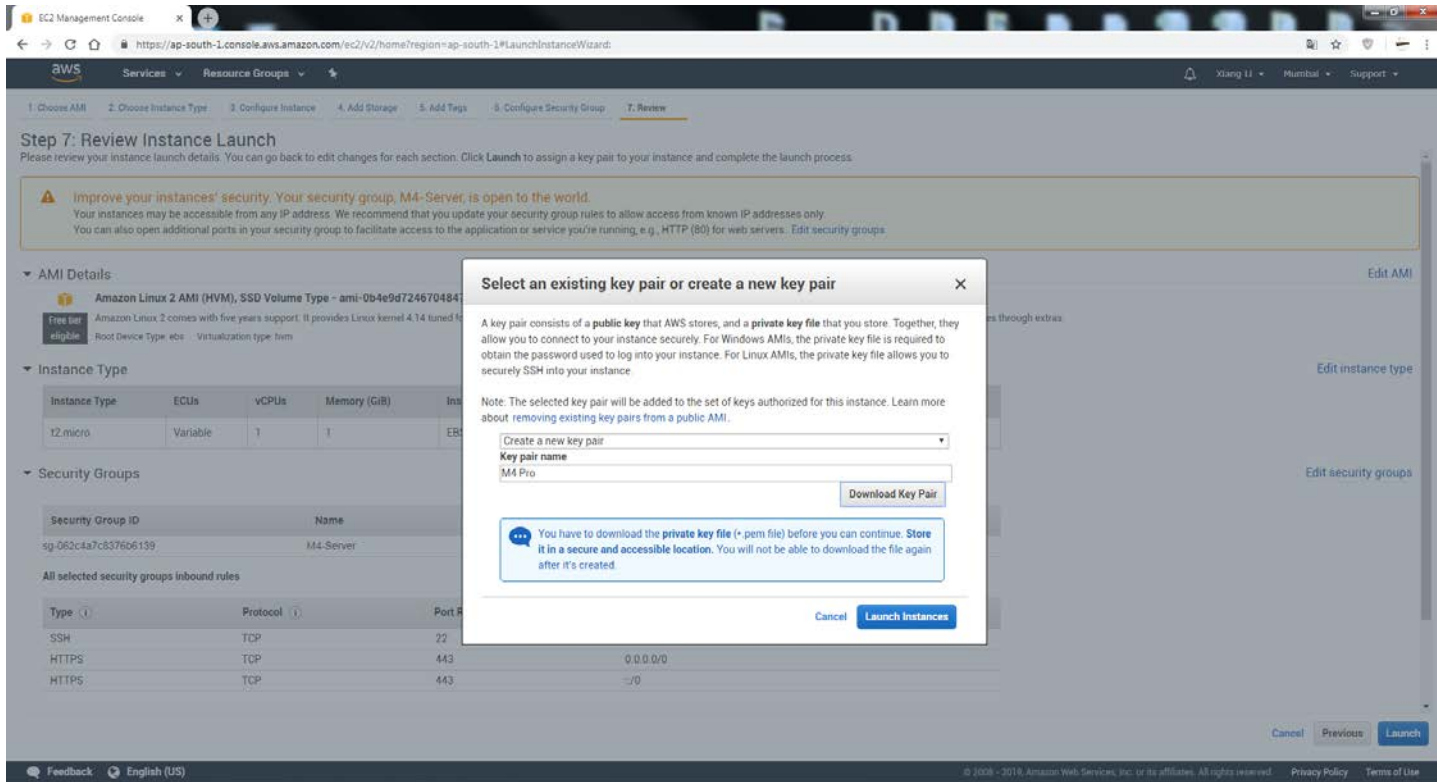 EC2 Management Console
https://ap-south-1.console.aws.amazon.com/ec2/v2/home?region=ap-south-1#LaunchInstanceWizard:
aws Services Resource Groups Xiang Li Mumbai Support
1. Choose AMI 2. Choose Instance Type 3. Configure Instance 4. Add Storage 5. Add Tags 6. Configure Security Group 7. Review
Step 7: Review Instance Launch
Please review your instance launch details. You can go back to edit changes for each section. Click Launch to assign a key pair to your instance and complete the launch process.
Improve your instances' security. Your security group, M4-Server, is open to the world.
Your instances may be accessible from any IP address. We recommend that you update your security group rules to allow access from known IP addresses only.
You can also open additional ports in your security group to facilitate access to the application or service you're running, e.g., HTTP (80) for web servers. Edit security groups
AMI Details
Edit AMI
Amazon Linux 2 AMI (HVM), SSD Volume Type - ami-0b4e9d724670484
Free tier eligible
Amazon Linux 2 comes with five years support. It provides Linux kernel 4.14 tuned
es through extras.
Root Device Type: ebs Virtualization type: hvm
Instance Type
Edit instance type
Instance Type ECUs vCPUs Memory (GiB) Ins
t2.micro Variable 1 1 EBS
Security Groups
Edit security groups
Security Group ID Name
sg-062c4a7c8376b6139 M4-Server
All selected security groups inbound rules
Type Protocol Port R
SSH TCP 22
HTTPS TCP 443 0.0.0.0/0
HTTPS TCP 443 ::/0
Select an existing key pair or create a new key pair
A key pair consists of a public key that AWS stores, and a private key file that you store. Together, they
allow you to connect to your instance securely. For Windows AMIs, the private key file is required to
obtain the password used to log into your instance. For Linux AMIs, the private key file allows you to
securely SSH into your instance.
Note: The selected key pair will be added to the set of keys authorized for this instance. Learn more
about removing existing key pairs from a public AMI.
Create a new key pair
Key pair name
M4 Pro
Download Key Pair
You have to download the private key file (*.pem file) before you can continue. Store
it in a secure and accessible location. You will not be able to download the file again
after it's created.
Cancel Launch Instances
Cancel Previous Launch
Feedback English (US) © 2008 - 2019, Amazon Web Services, Inc. or its affiliates. All rights reserved. Privacy Policy Terms of Use